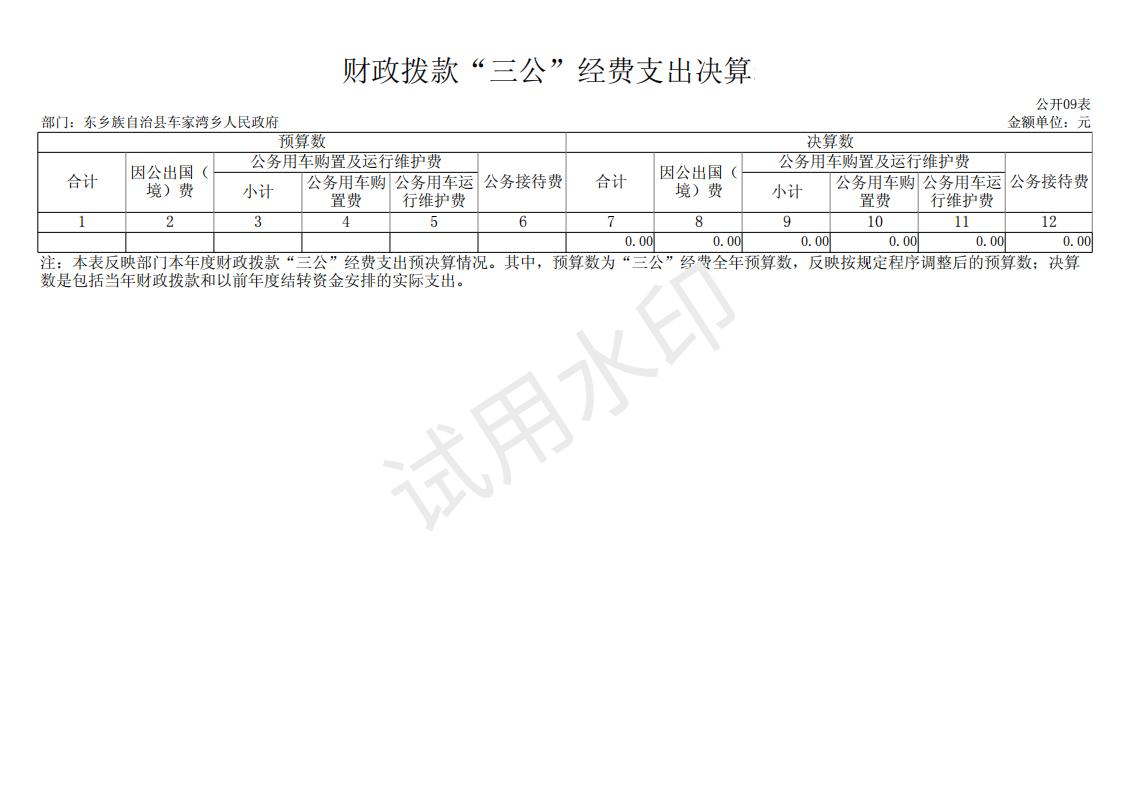 财政拨款“三公”经费支出决算
公开09表
部门：东乡族自治县车家湾乡人民政府 金额单位：元
预算数 决算数
合计 因公出国（境）费 公务用车购置及运行维护费 公务接待费 合计 因公出国（境）费 公务用车购置及运行维护费 公务接待费
小计 公务用车购置费 公务用车运行维护费 小计 公务用车购置费 公务用车运行维护费
1 2 3 4 5 6 7 8 9 10 11 12
0.00 0.00 0.00 0.00 0.00 0.00
注：本表反映部门本年度财政拨款“三公”经费支出预决算情况。其中，预算数为“三公”经费全年预算数，反映按规定程序调整后的预算数；决算
数是包括当年财政拨款和以前年度结转资金安排的实际支出。
试用水印